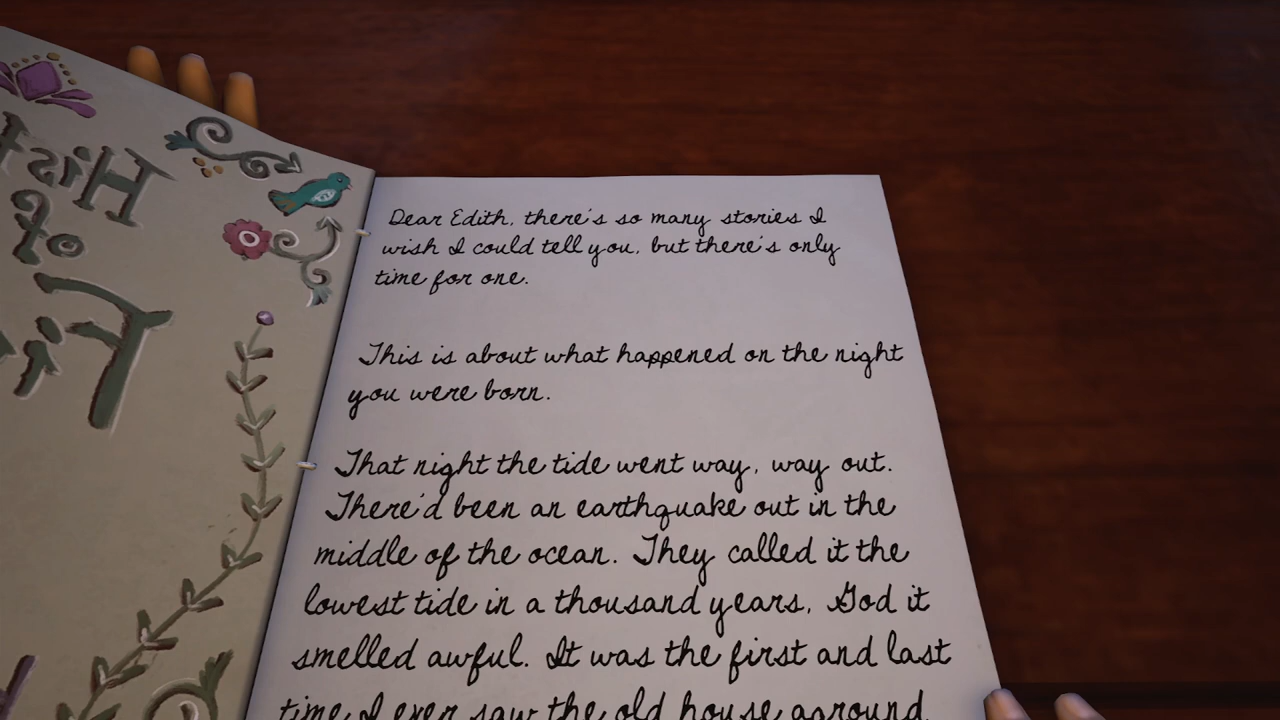 Dear Edith, there's so many stories I
wish I could tell you, but there's only
time for one.
This is about what happened on the night
you were born.
That night the tide went way, way out.
There'd been an earthquake out in the
middle of the ocean. They called it the
lowest tide in a thousand years, God it
smelled awful. It was the first and last
time I ever saw the old house aground.
Hist
of